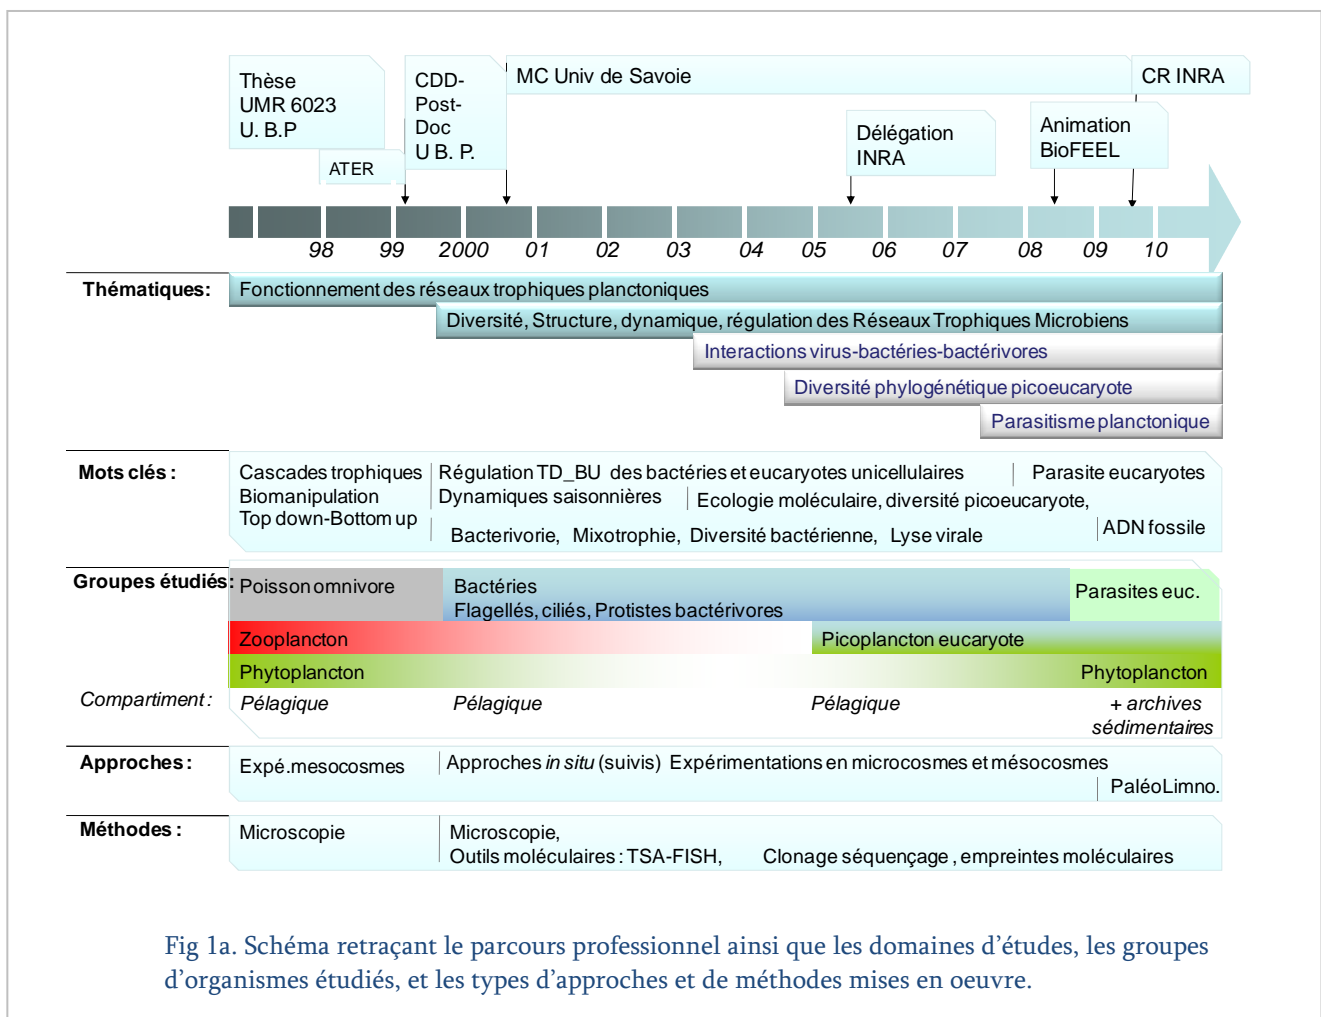 Thèse
UMR 6023
U. B.P
ATER
CDD-
Post-
Doc
U B. P.
MC Univ de Savoie
Délégation
INRA
Animation
BioFEEL
CR INRA
98 99 2000 01 02 03 04 05 06 07 08 09 10
Thématiques:
Fonctionnement des réseaux trophiques planctoniques
Diversité, Structure, dynamique, régulation des Réseaux Trophiques Microbiens
Interactions virus-bactéries-bactérivores
Diversité phylogénétique picoeucaryote
Parasitisme planctonique
Mots clés :
Cascades trophiques
Biomanipulation
Top down-Bottom up
Régulation TD_BU des bactéries et eucaryotes unicellulaires
Dynamiques saisonnières
Ecologie moléculaire, diversité picoeucaryote,
Bacterivorie, Mixotrophie, Diversité bactérienne, Lyse virale
Parasite eucaryotes
ADN fossile
Groupes étudiés:
Poisson omnivore
Bactéries
Flagellés, ciliés, Protistes bactérivores
Parasites euc.
Zooplancton
Picoplancton eucaryote
Phytoplancton
Phytoplancton
Compartiment :
Pélagique
Pélagique
Pélagique
+ archives
sédimentaires
Approches :
Expé.mesocosmes
Approches in situ (suivis) Expérimentations en microcosmes et mésocosmes
PaléoLimno.
Méthodes :
Microscopie
Microscopie,
Outils moléculaires : TSA-FISH, Clonage séquençage , empreintes moléculaires
Fig 1a. Schéma retraçant le parcours professionnel ainsi que les domaines d'études, les groupes
d'organismes étudiés, et les types d'approches et de méthodes mises en oeuvre.